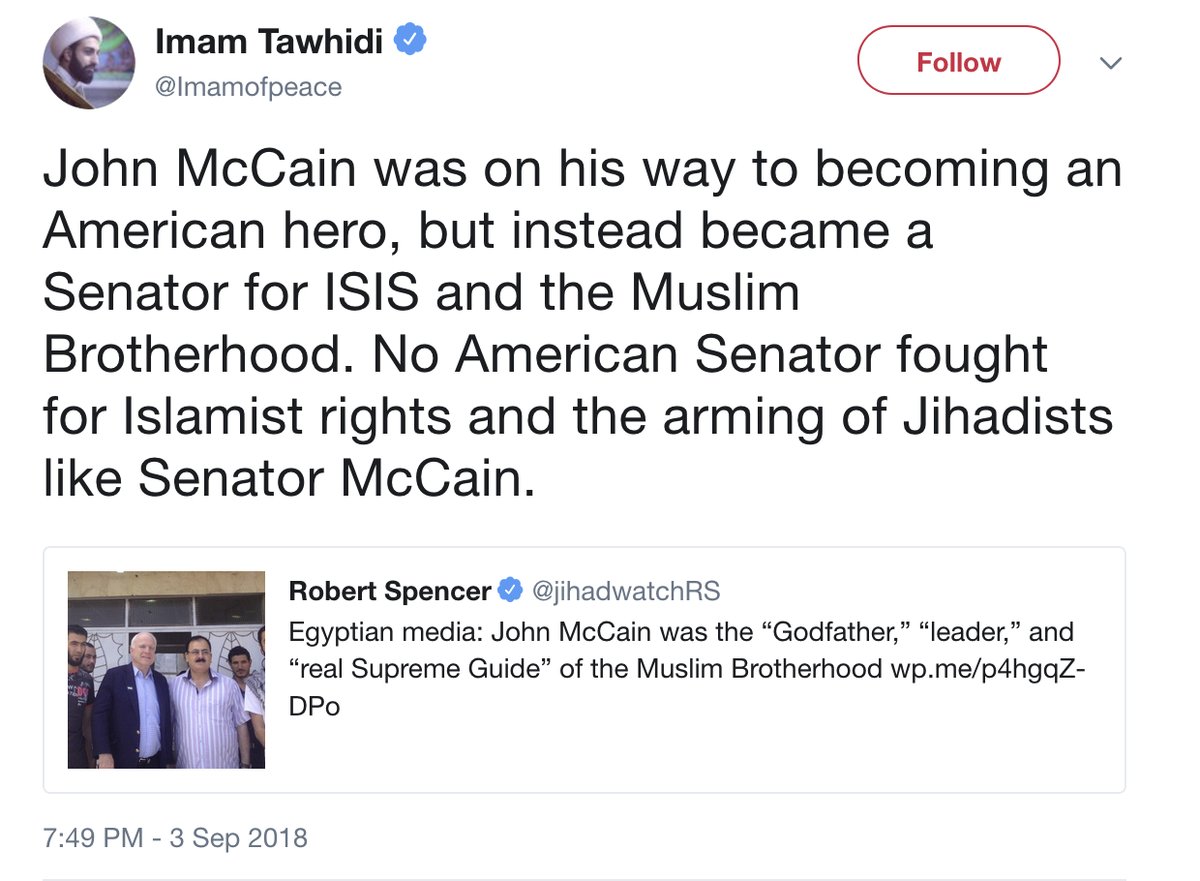 Imam Tawhidi
@Imamofpeace
Follow
John McCain was on his way to becoming an
American hero, but instead became a
Senator for ISIS and the Muslim
Brotherhood. No American Senator fought
for Islamist rights and the arming of Jihadists
like Senator McCain.
Robert Spencer @jihadwatchRS
Egyptian media: John McCain was the “Godfather,” “leader,” and
“real Supreme Guide” of the Muslim Brotherhood wp.me/p4hgqZ-
DPo
7:49 PM - 3 Sep 2018